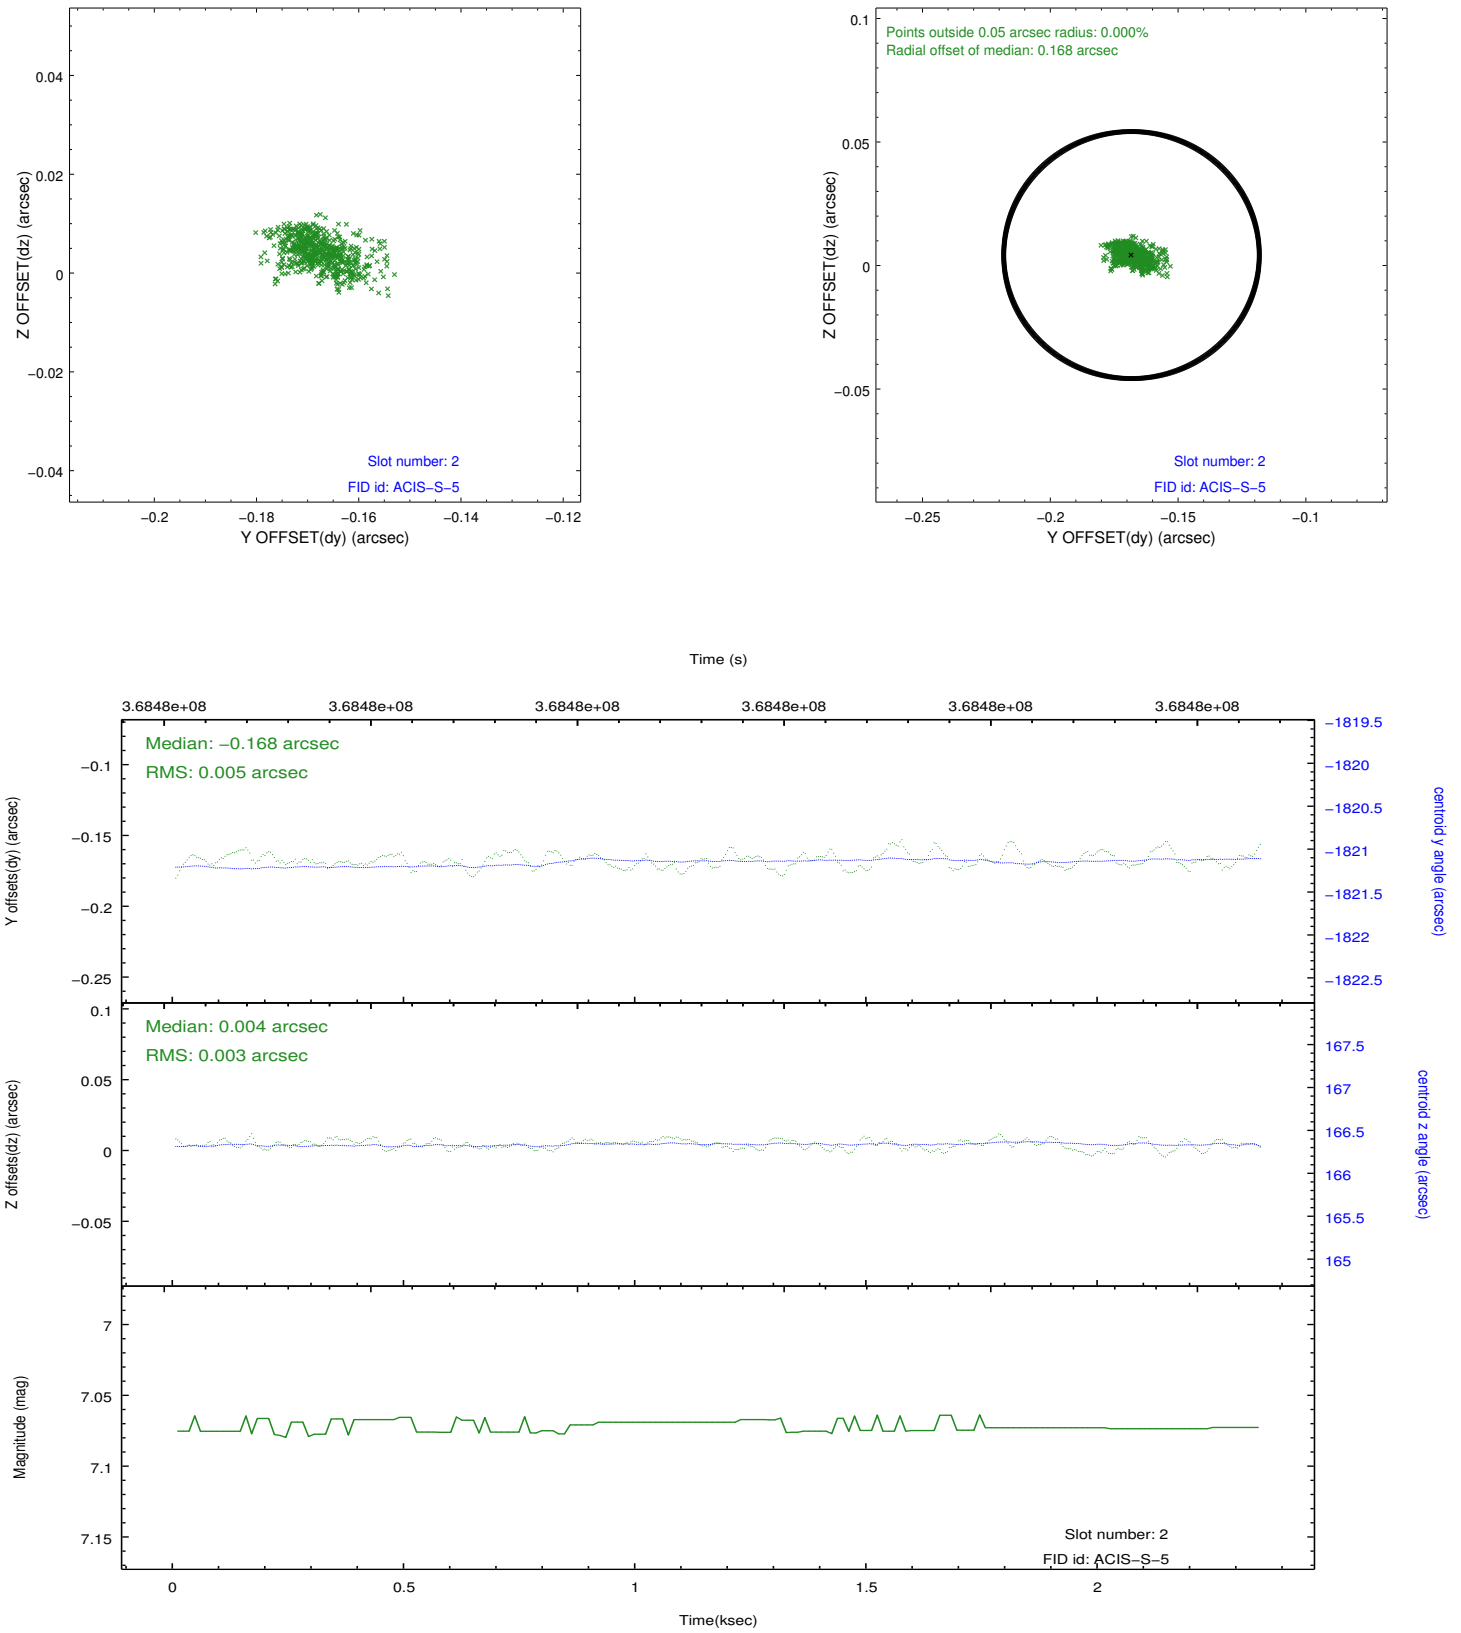 0.04
0.02
0
−0.02
−0.04
Z OFFSET(dz) (arcsec)
Slot number: 2
FID id: ACIS−S−5
−0.2 −0.18 −0.16 −0.14 −0.12
Y OFFSET(dy) (arcsec)
Points outside 0.05 arcsec radius: 0.000%
Radial offset of median: 0.168 arcsec
0.1
0.05
0
−0.05
Z OFFSET(dz) (arcsec)
Slot number: 2
FID id: ACIS−S−5
−0.25 −0.2 −0.15 −0.1
Y OFFSET(dy) (arcsec)
Time (s)
3.6848e+08 3.6848e+08 3.6848e+08 3.6848e+08 3.6848e+08 3.6848e+08
Median: −0.168 arcsec
RMS: 0.005 arcsec
−0.1
−0.15
−0.2
−0.25
Y offsets(dy) (arcsec)
−1819.5
−1820
−1820.5
−1821
−1821.5
−1822
−1822.5
centroid y angle (arcsec)
Median: 0.004 arcsec
RMS: 0.003 arcsec
0.1
0.05
0
−0.05
Z offsets(dz) (arcsec)
167.5
167
166.5
166
165.5
165
centroid z angle (arcsec)
7
7.05
7.1
7.15
Magnitude (mag)
Slot number: 2
FID id: ACIS−S−5
0 0.5 1 1.5 2
Time(ksec)